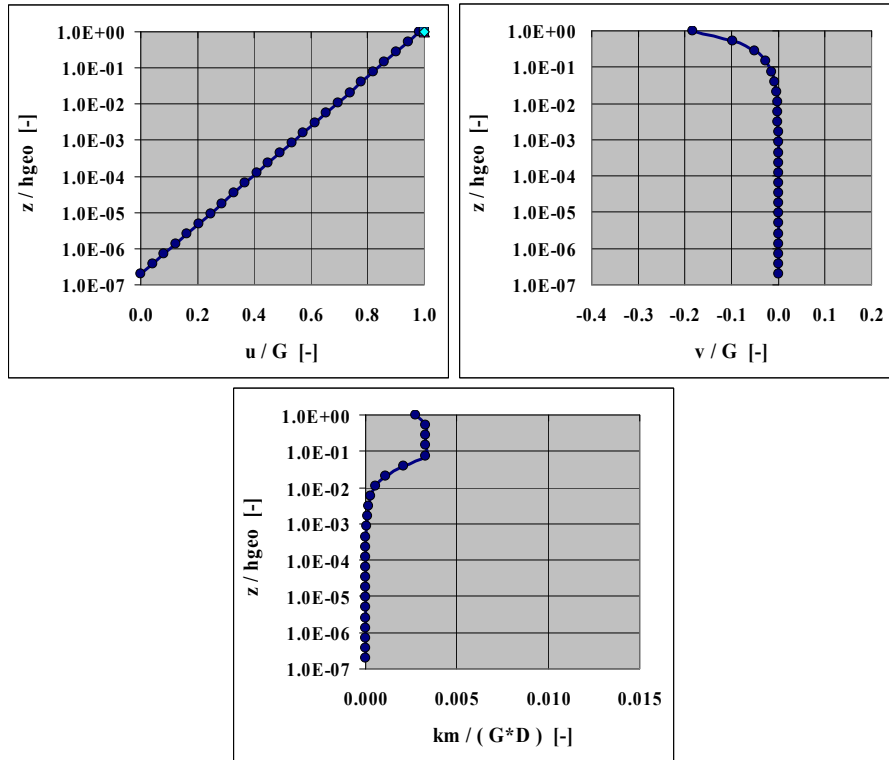 z / hgeo [-]
1.0E+00
1.0E-01
1.0E-02
1.0E-03
1.0E-04
1.0E-05
1.0E-06
1.0E-07
0.0 0.2 0.4 0.6 0.8 1.0
u / G [-]
z / hgeo [-]
1.0E+00
1.0E-01
1.0E-02
1.0E-03
1.0E-04
1.0E-05
1.0E-06
1.0E-07
-0.4 -0.3 -0.2 -0.1 0.0 0.1 0.2
v / G [-]
z / hgeo [-]
1.0E+00
1.0E-01
1.0E-02
1.0E-03
1.0E-04
1.0E-05
1.0E-06
1.0E-07
0.000 0.005 0.010 0.015
km / ( G*D ) [-]